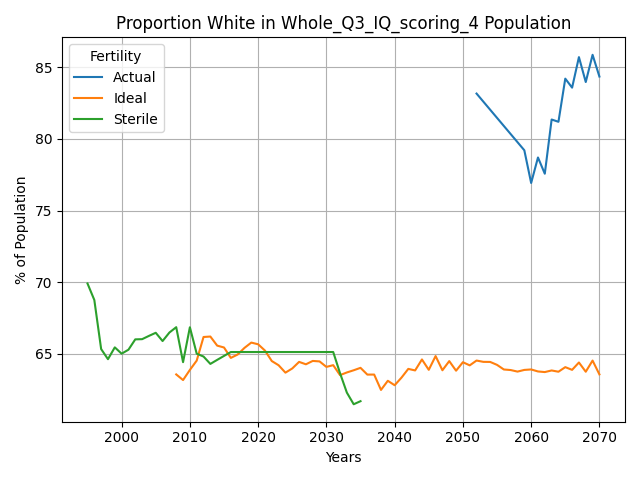 Proportion White in Whole_Q3_IQ_scoring_4 Population
Fertility
Actual
Ideal
Sterile
% of Population
85
80
75
70
65
2000 2010 2020 2030 2040 2050 2060 2070
Years